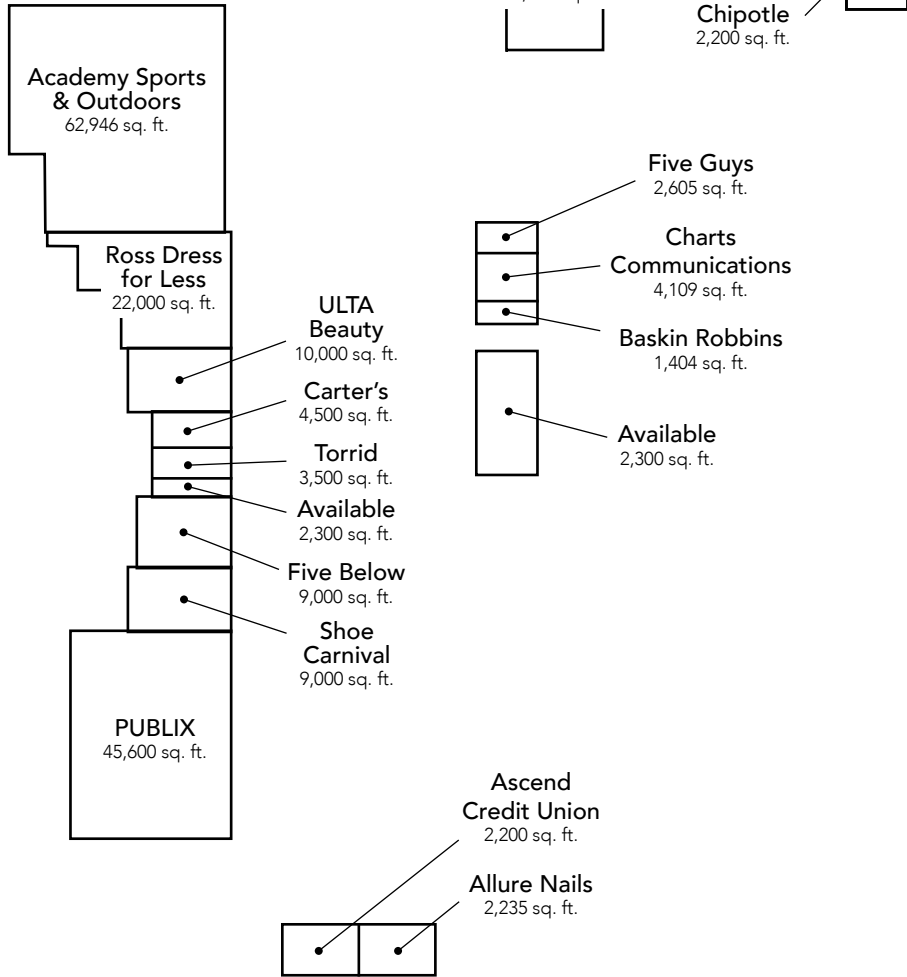 Chipotle
2,200 sq. ft.
Academy Sports
& Outdoors
62,946 sq. ft.
Five Guys
2,605 sq. ft.
Ross Dress
for Less
22,000 sq. ft.
Charts
Communications
4,109 sq. ft.
ULTA
Beauty
10,000 sq. ft.
Baskin Robbins
1,404 sq. ft.
Carter's
4,500 sq. ft.
Available
2,300 sq. ft.
Torrid
3,500 sq. ft.
Available
2,300 sq. ft.
Five Below
9,000 sq. ft.
Shoe
Carnival
9,000 sq. ft.
PUBLIX
45,600 sq. ft.
Ascend
Credit Union
2,200 sq. ft.
Allure Nails
2,235 sq. ft.